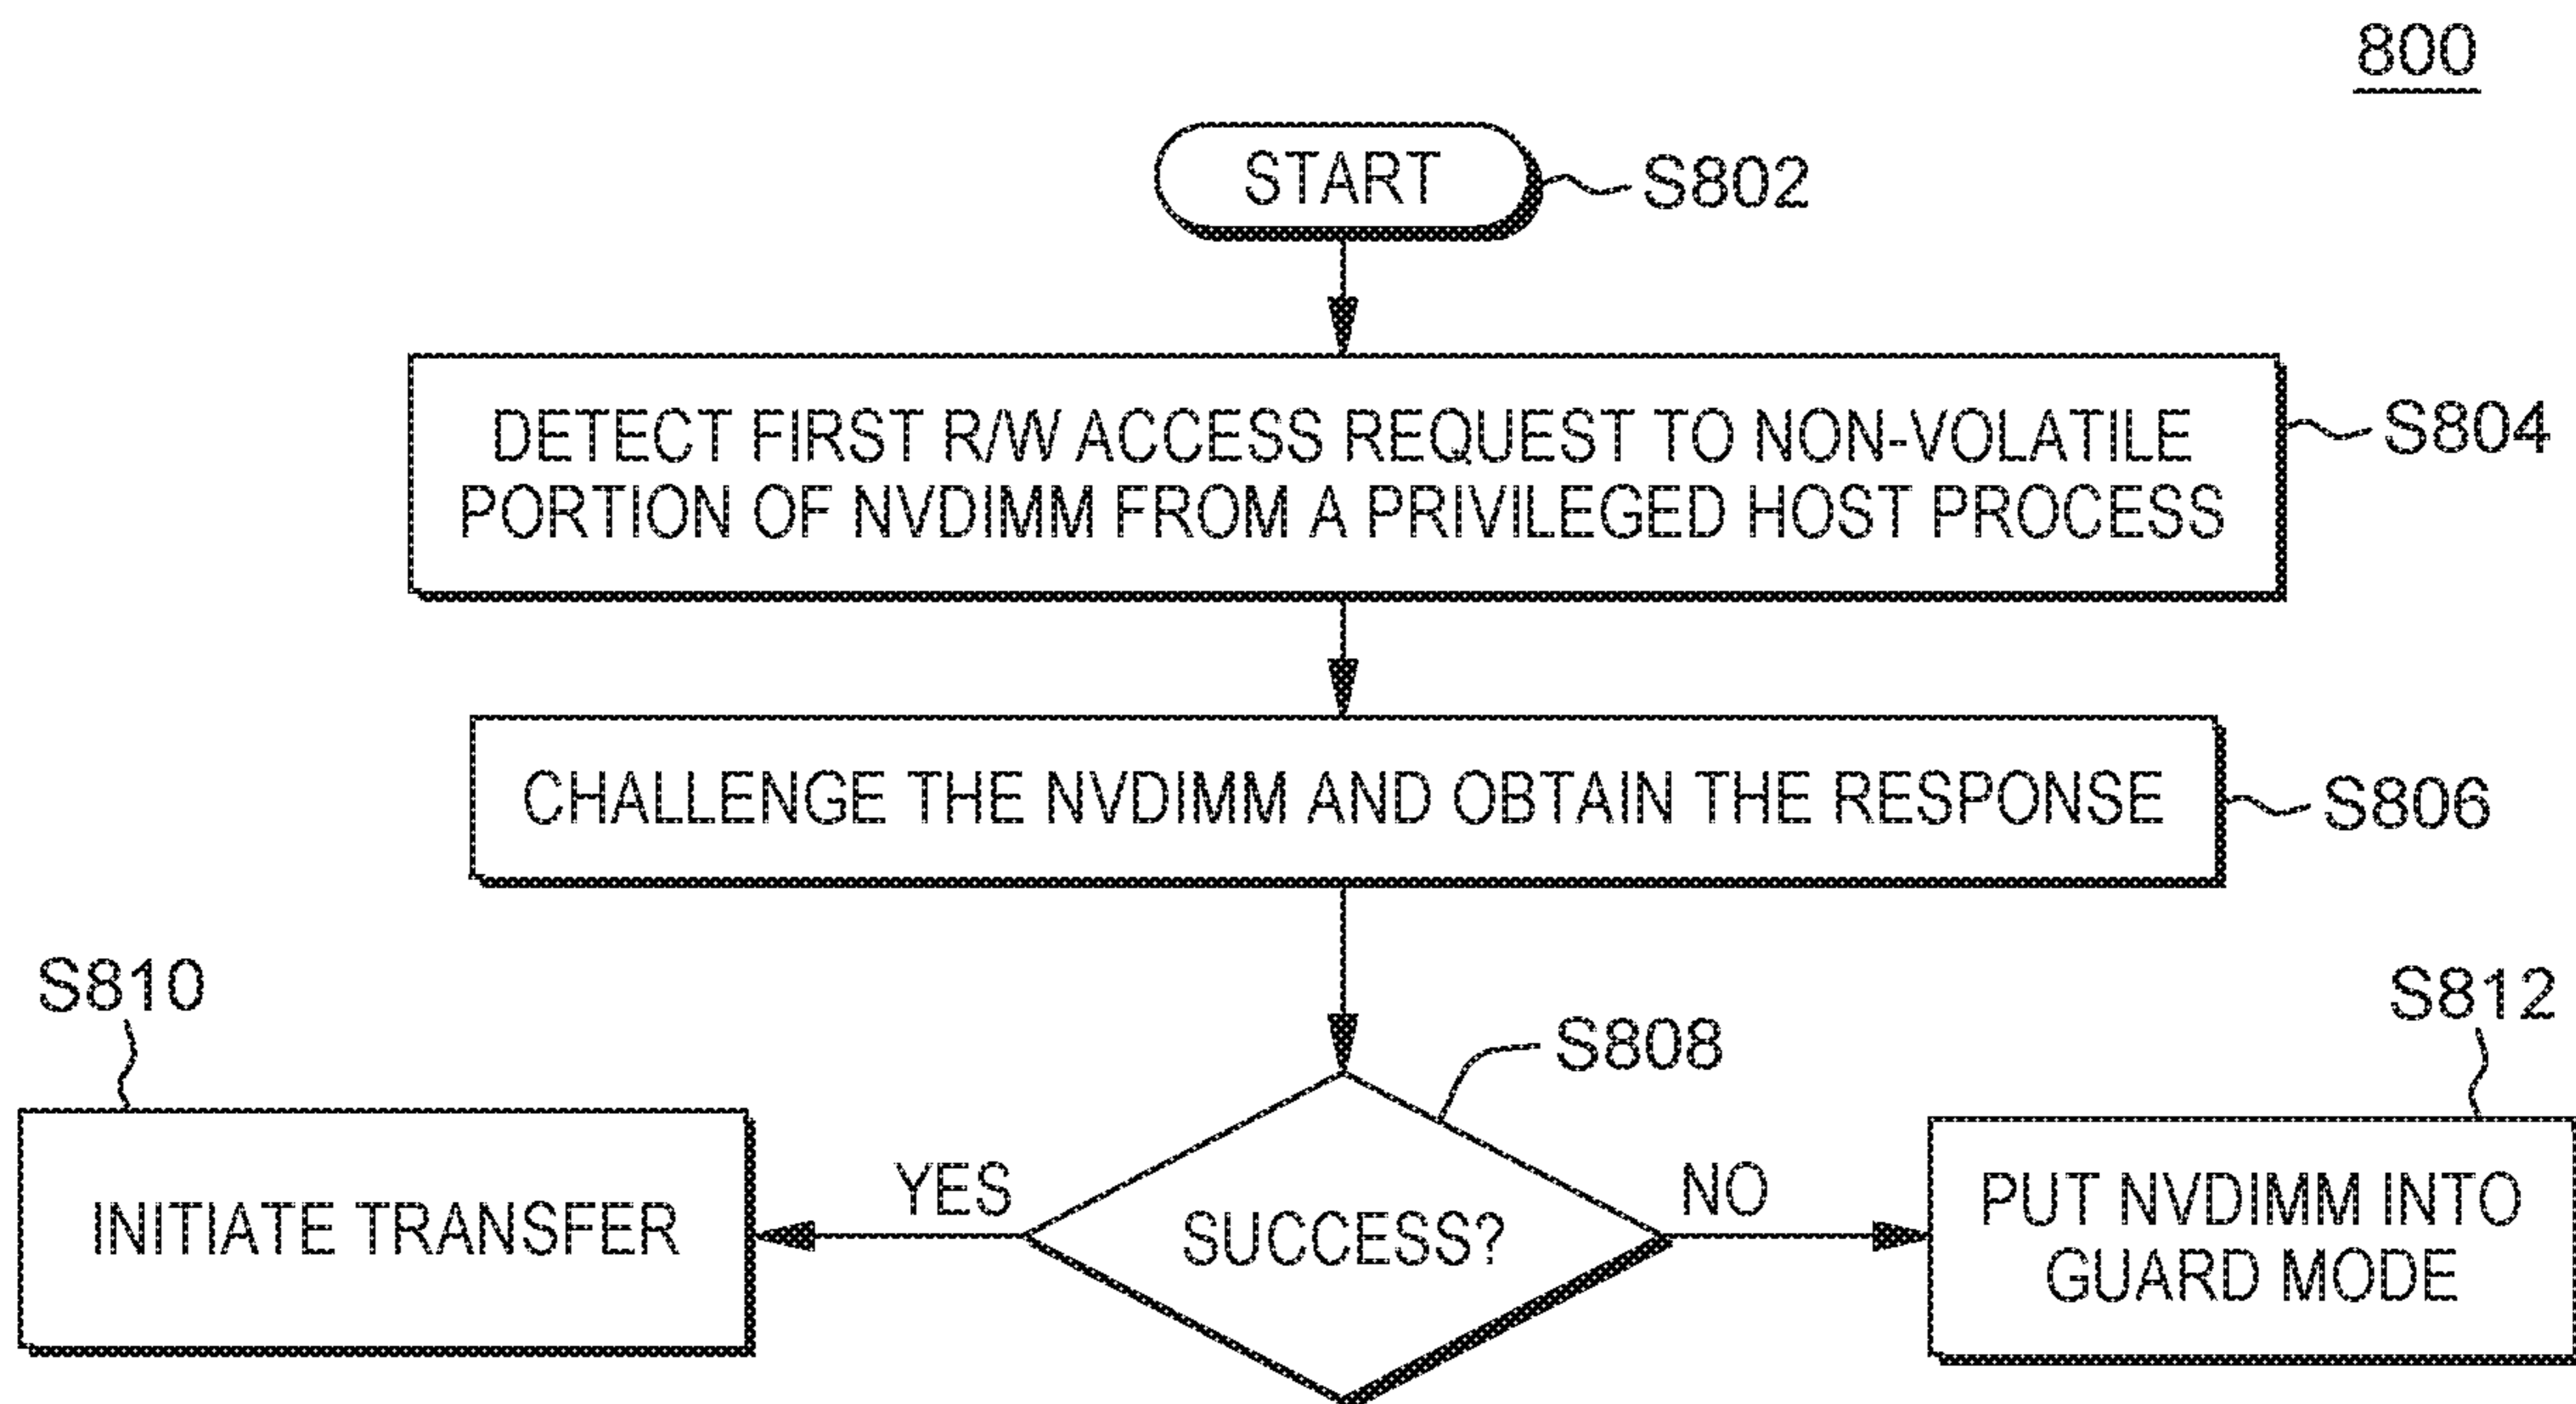 800
START
S802
DETECT FIRST R/W ACCESS REQUEST TO NON-VOLATILE
PORTION OF NVDIMM FROM A PRIVILEGED HOST PROCESS
S804
CHALLENGE THE NVDIMM AND OBTAIN THE RESPONSE
S806
S810
S808
S812
INITIATE TRANSFER
YES
SUCCESS?
NO
PUT NVDIMM INTO
GUARD MODE